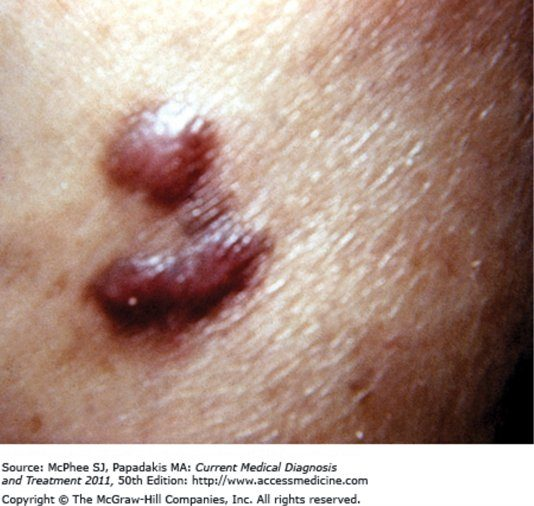 Source: McPhee SJ, Papadakis MA: Current Medical Diagnosis
and Treatment 2011, 50th Edition: http://www.accessmedicine.com
Copyright © The McGraw-Hill Companies, Inc. All rights reserved.